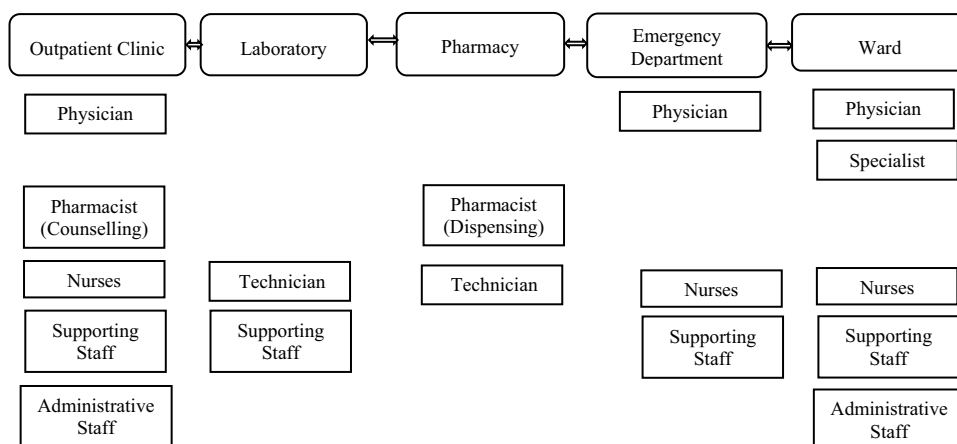 Outpatient Clinic
Laboratory
Pharmacy
Emergency
Department
Ward
Physician
Physician
Physician
Specialist
Pharmacist
(Counselling)
Pharmacist
(Dispensing)
Nurses
Technician
Technician
Nurses
Nurses
Supporting
Staff
Supporting
Staff
Supporting
Staff
Supporting
Staff
Administrative
Staff
Administrative
Staff